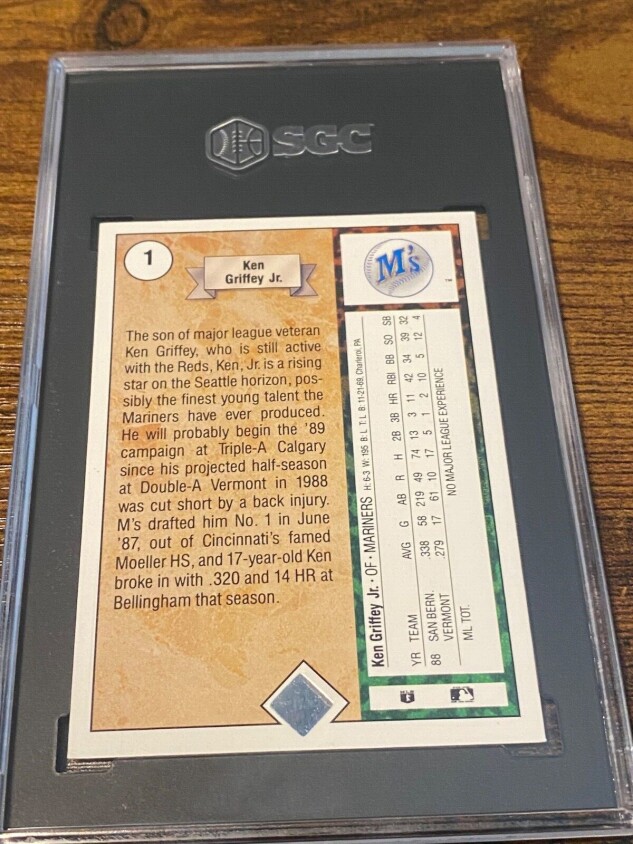 SGC
1
Ken
Griffey Jr.
The son of major league veteran
Ken Griffey, who is still active
with the Reds, Ken, Jr. is a rising
star on the Seattle horizon, pos-
sibly the finest young talent the
Mariners have ever produced.
He will probably begin the '89
campaign at Triple-A Calgary
since his projected half-season
at Double-A Vermont in 1988
was cut short by a back injury.
M's drafted him No. 1 in June
'87, out of Cincinnati's famed
Moeller HS, and 17-year-old Ken
broke in with .320 and 14 HR at
Bellingham that season.
M's
Ken Griffey Jr. • OF • MARINERS H: 6-3 W: 195 B: L T: L B: 11-21-69, Charleroi, PA
YR TEAM AVG G AB R H 2B 3B HR RBI BB SO SB
88 SAN BERN. .338 58 219 49 74 13 3 11 42 34 39 32
VERMONT .279 17 61 10 17 5 1 2 10 5 12 4
ML TOT. NO MAJOR LEAGUE EXPERIENCE